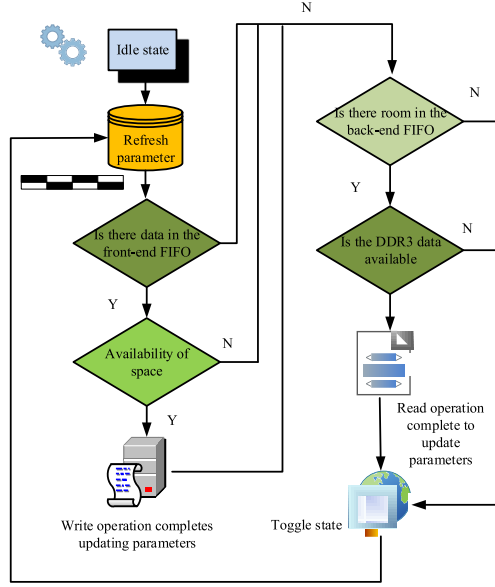 Idle state
Refresh
parameter
Is there data in the
front-end FIFO
N
Y
Availability of
space
N
Y
Write operation completes
updating parameters
N
Is there room in the
back-end FIFO
Y
N
Is the DDR3 data
available
Read operation
complete to
update
parameters
Toggle state